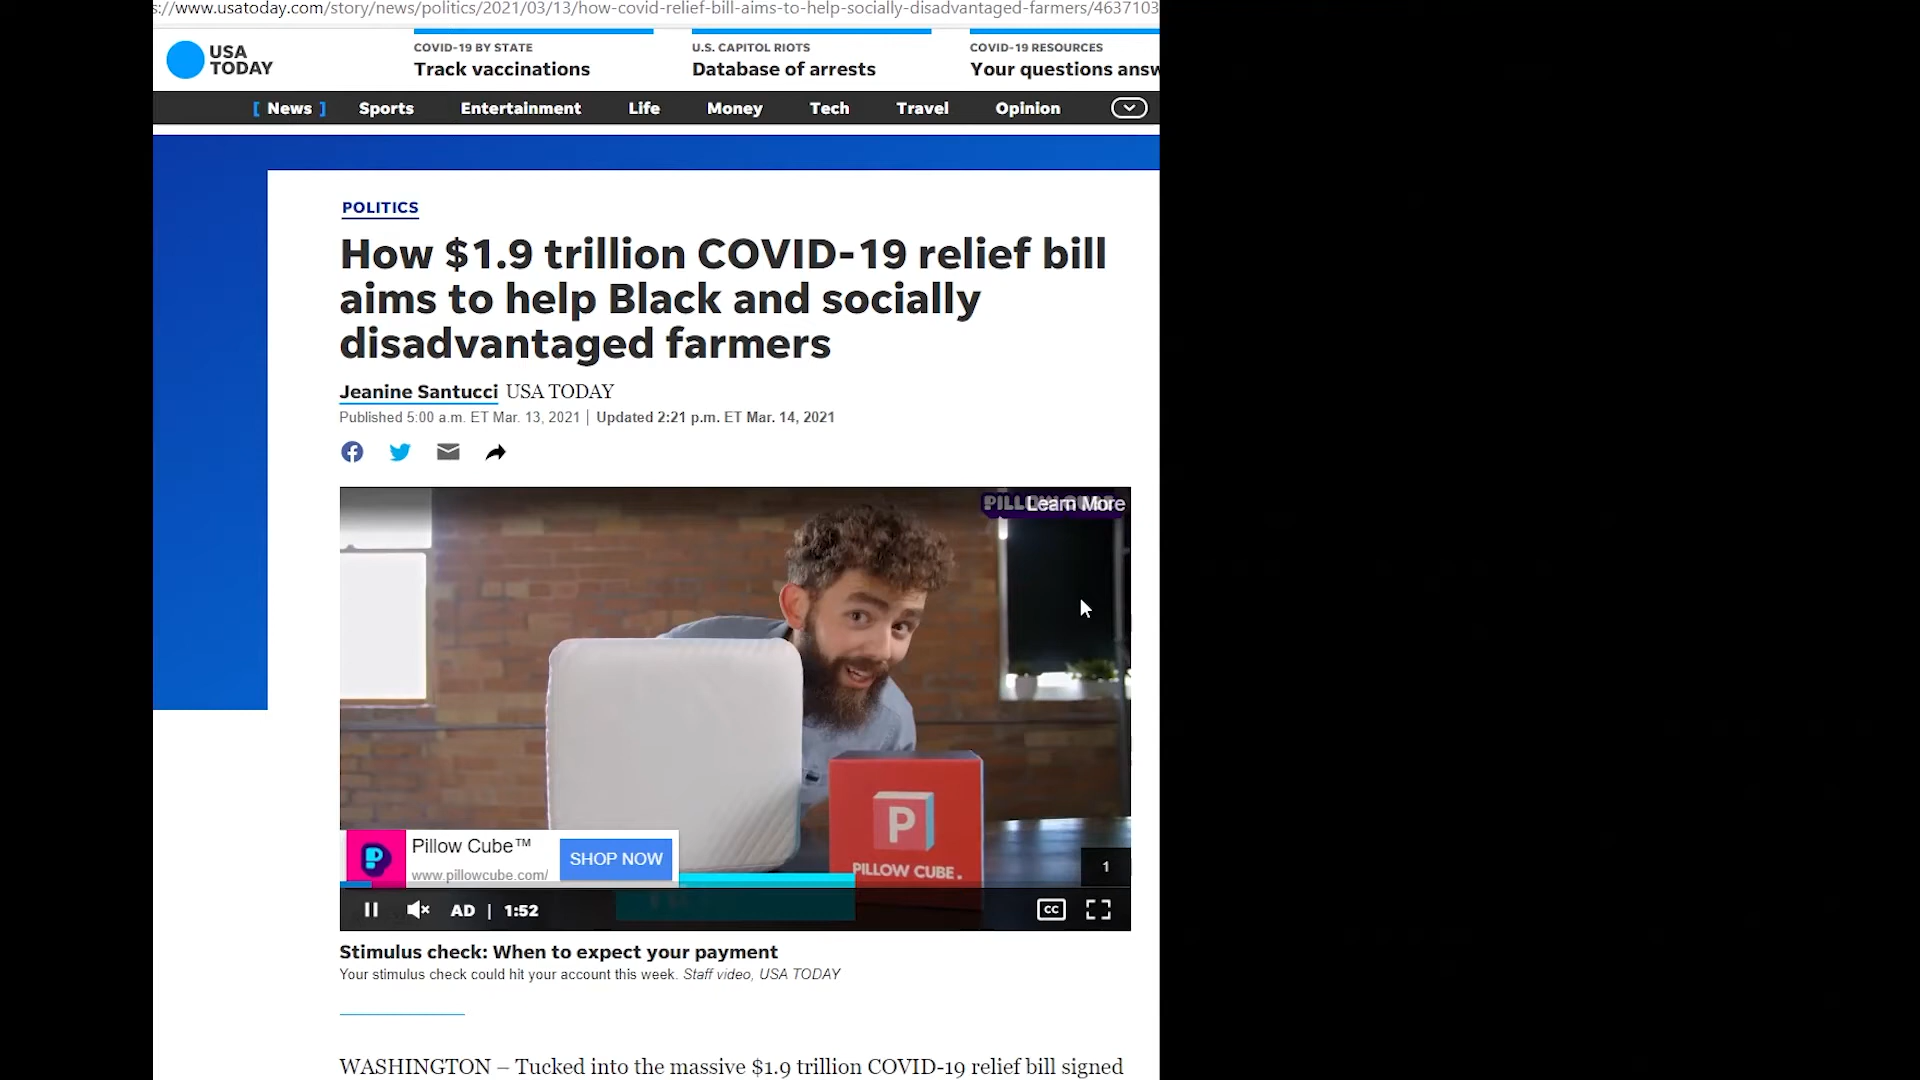 s://www.usatoday.com/story/news/politics/2021/03/13/how-covid-relief-bill-aims-to-help-socially-disadvantaged-farmers/4637103
USA
TODAY
COVID-19 BY STATE
Track vaccinations
U.S. CAPITOL RIOTS
Database of arrests
COVID-19 RESOURCES
Your questions answ
[ News ] Sports Entertainment Life Money Tech Travel Opinion
POLITICS
How $1.9 trillion COVID-19 relief bill
aims to help Black and socially
disadvantaged farmers
Jeanine Santucci USA TODAY
Published 5:00 a.m. ET Mar. 13, 2021 | Updated 2:21 p.m. ET Mar. 14, 2021
Learn More
P
PILLOW CUBE.
Pillow Cube™
www.pillowcube.com/
SHOP NOW
1
AD | 1:52
CC
Stimulus check: When to expect your payment
Your stimulus check could hit your account this week. Staff video, USA TODAY
WASHINGTON – Tucked into the massive $1.9 trillion COVID-19 relief bill signed